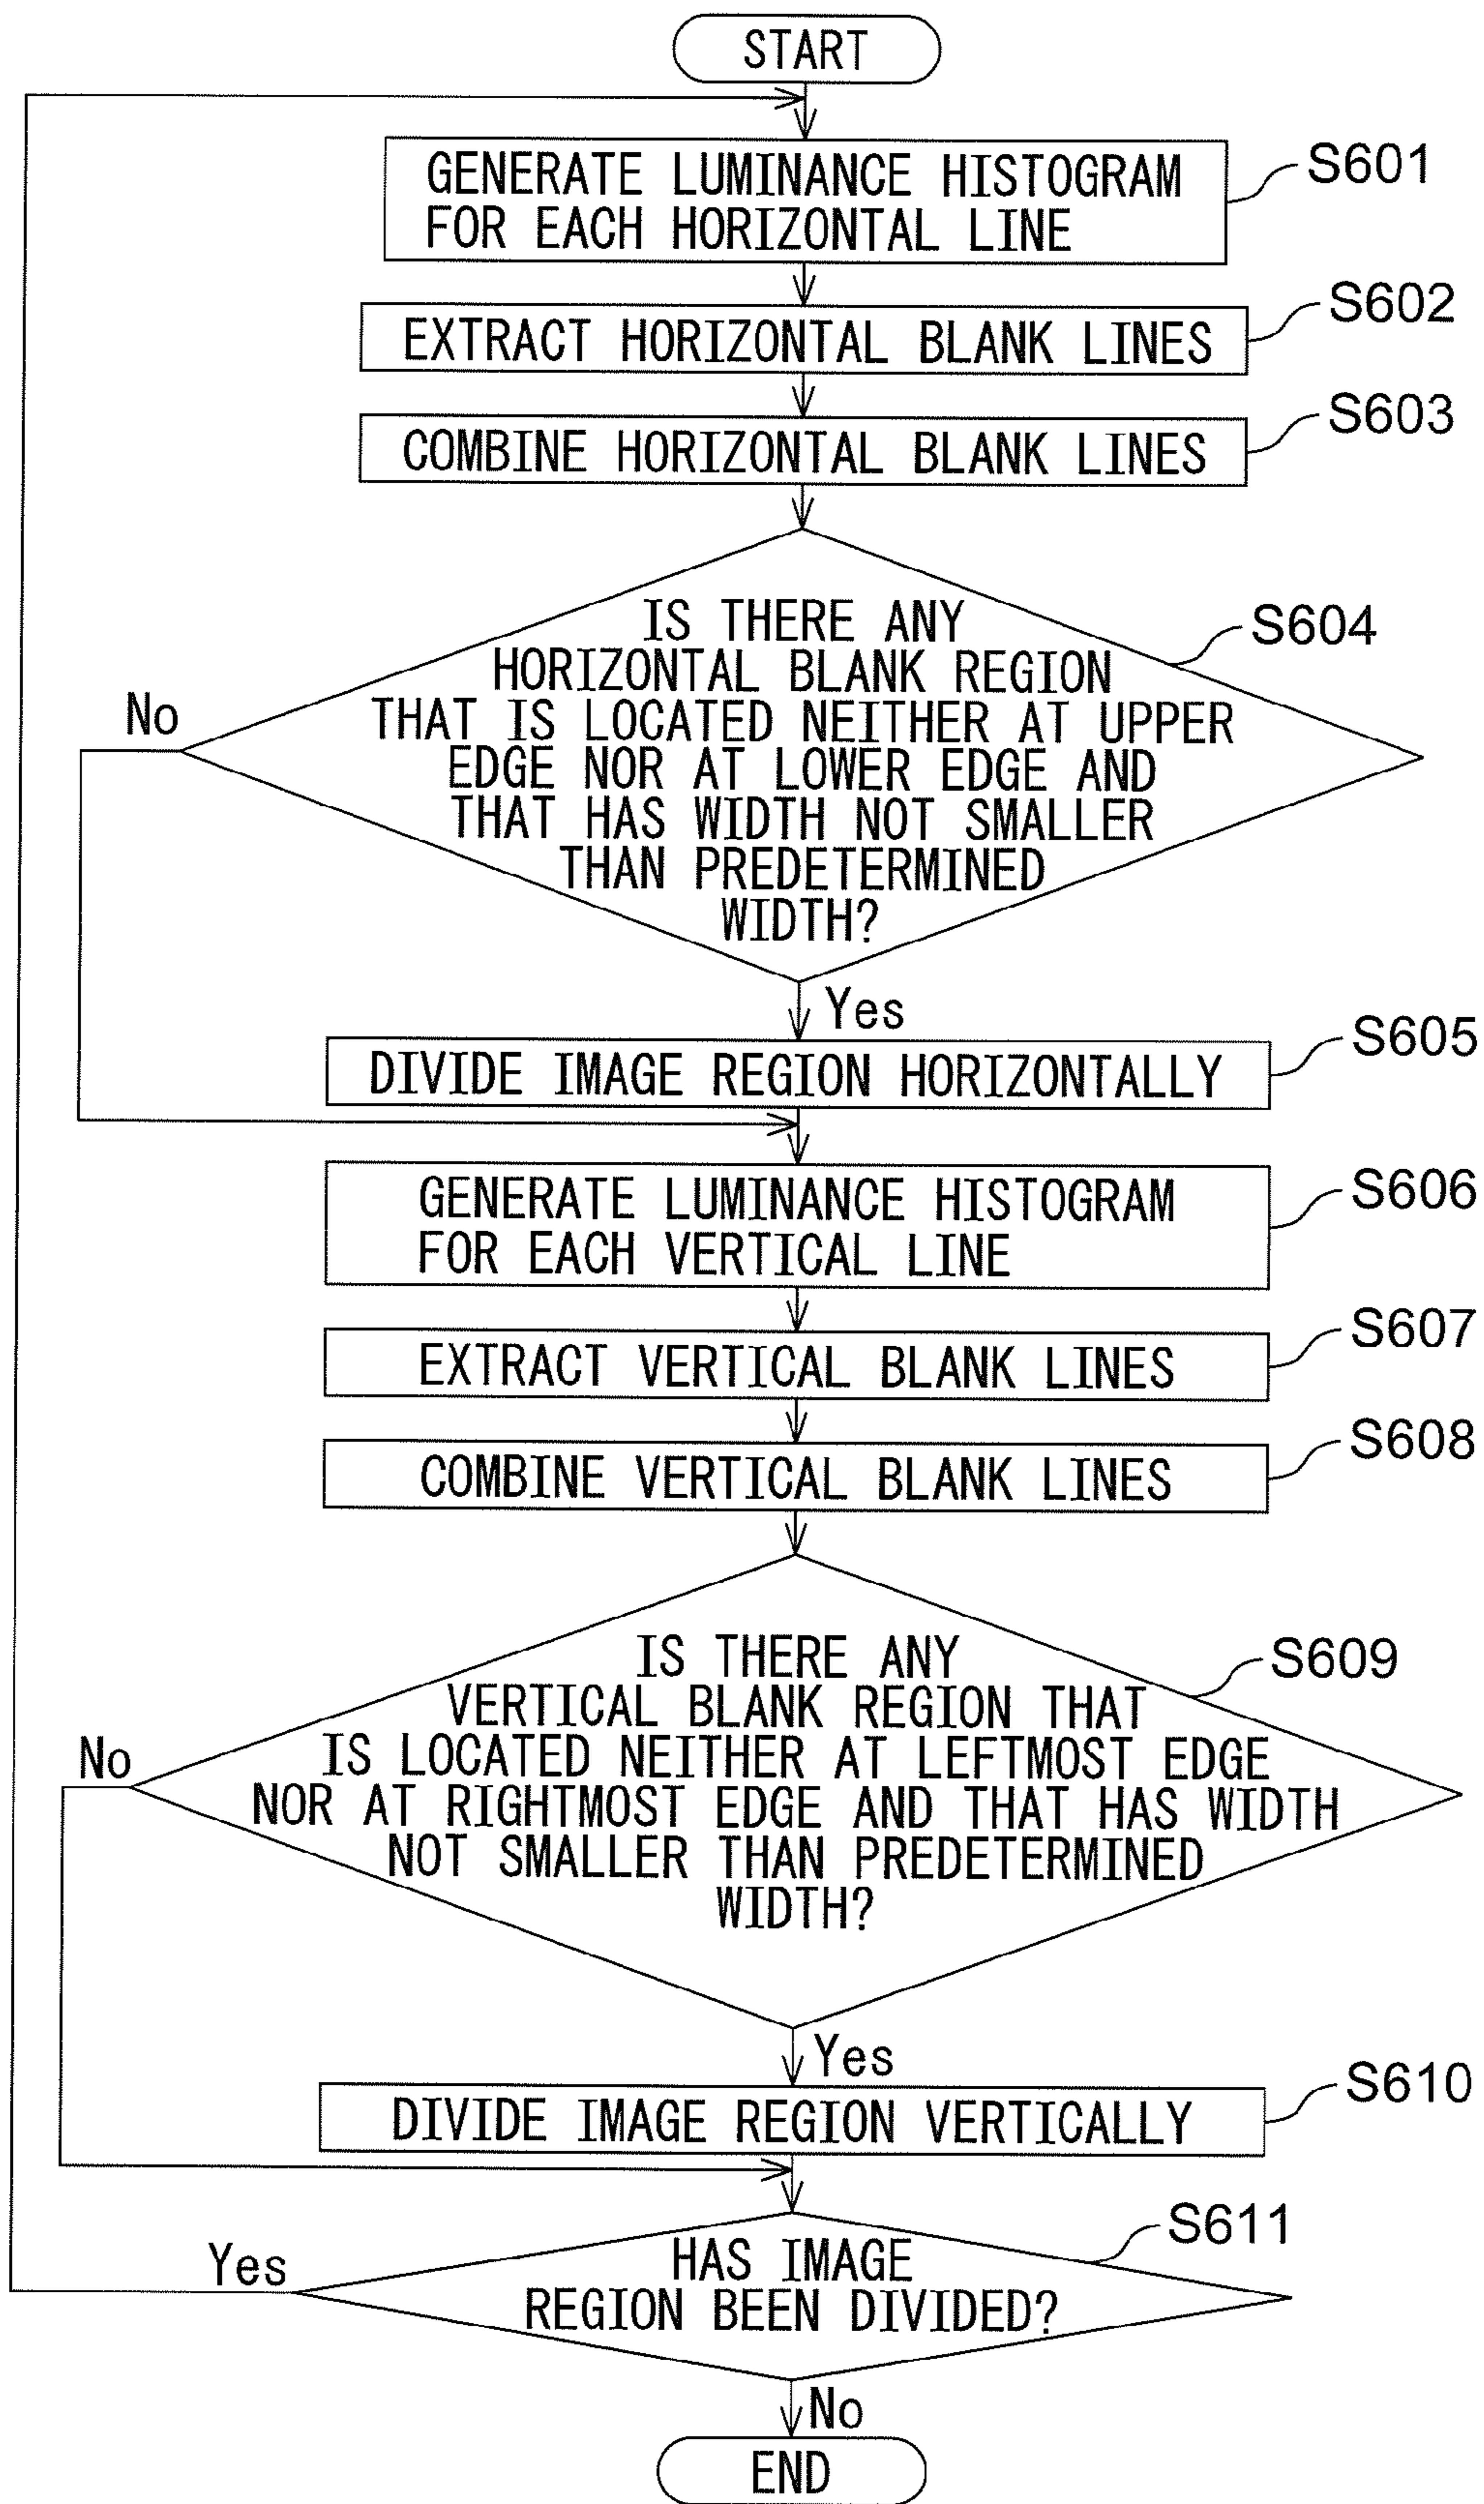 START
GENERATE LUMINANCE HISTOGRAM
FOR EACH HORIZONTAL LINE
S601
EXTRACT HORIZONTAL BLANK LINES
S602
COMBINE HORIZONTAL BLANK LINES
S603
IS THERE ANY
HORIZONTAL BLANK REGION
THAT IS LOCATED NEITHER AT UPPER
EDGE NOR AT LOWER EDGE AND
THAT HAS WIDTH NOT SMALLER
THAN PREDETERMINED
WIDTH?
S604
No
Yes
DIVIDE IMAGE REGION HORIZONTALLY
S605
GENERATE LUMINANCE HISTOGRAM
FOR EACH VERTICAL LINE
S606
EXTRACT VERTICAL BLANK LINES
S607
COMBINE VERTICAL BLANK LINES
S608
IS THERE ANY
VERTICAL BLANK REGION THAT
IS LOCATED NEITHER AT LEFTMOST EDGE
NOR AT RIGHTMOST EDGE AND THAT HAS WIDTH
NOT SMALLER THAN PREDETERMINED
WIDTH?
S609
No
Yes
DIVIDE IMAGE REGION VERTICALLY
S610
HAS IMAGE
REGION BEEN DIVIDED?
S611
Yes
No
END